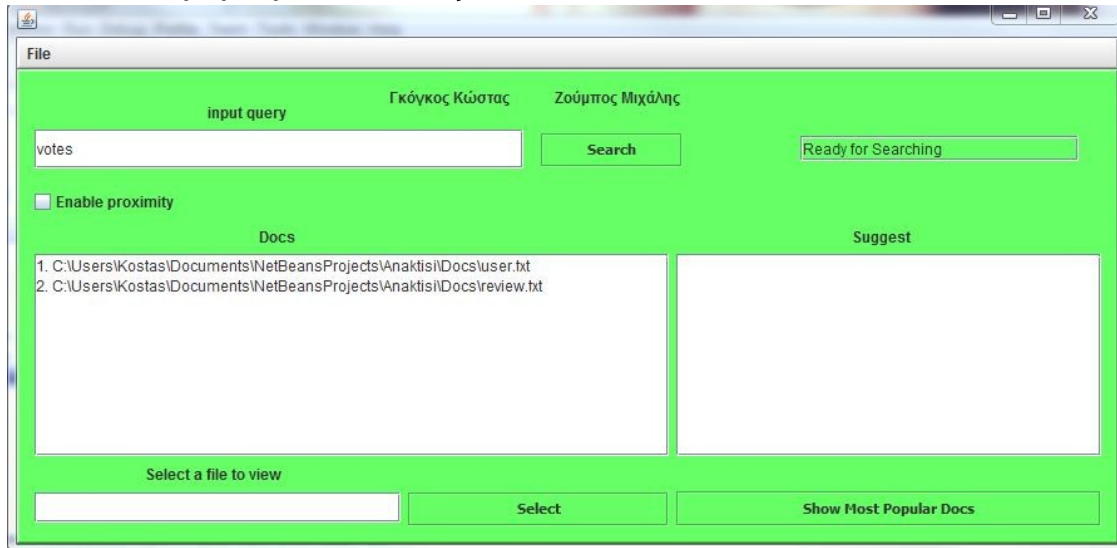 File
Γκόγκος Κώστας Ζούμπος Μιχάλης
input query
votes
Search
Ready for Searching
Enable proximity
Docs
Suggest
1. C:\Users\Kostas\Documents\NetBeansProjects\Anaktisi\Docs\user.txt
2. C:\Users\Kostas\Documents\NetBeansProjects\Anaktisi\Docs\review.txt
Select a file to view
Select
Show Most Popular Docs